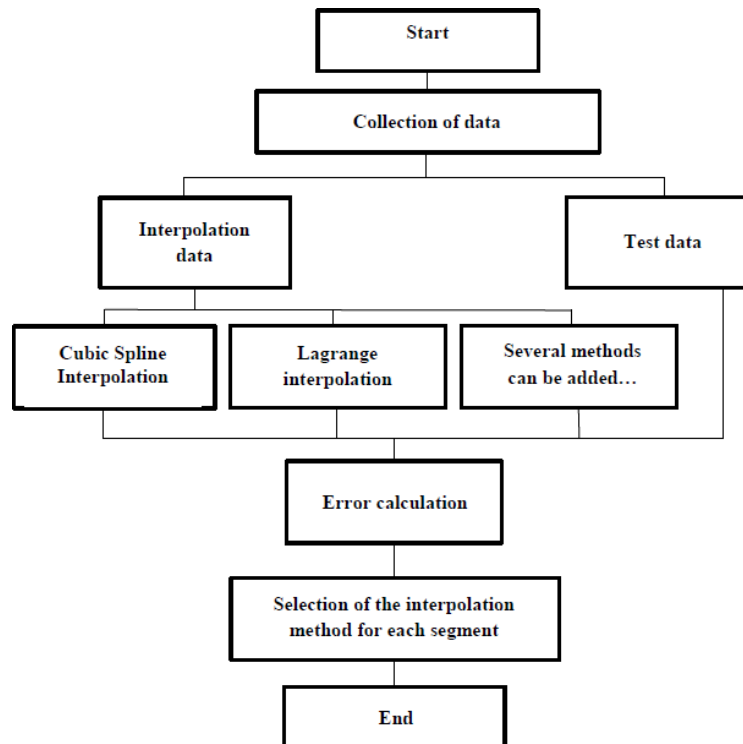 Start
Collection of data
Interpolation
data
Test data
Cubic Spline
Interpolation
Lagrange
interpolation
Several methods
can be added…
Error calculation
Selection of the interpolation
method for each segment
End